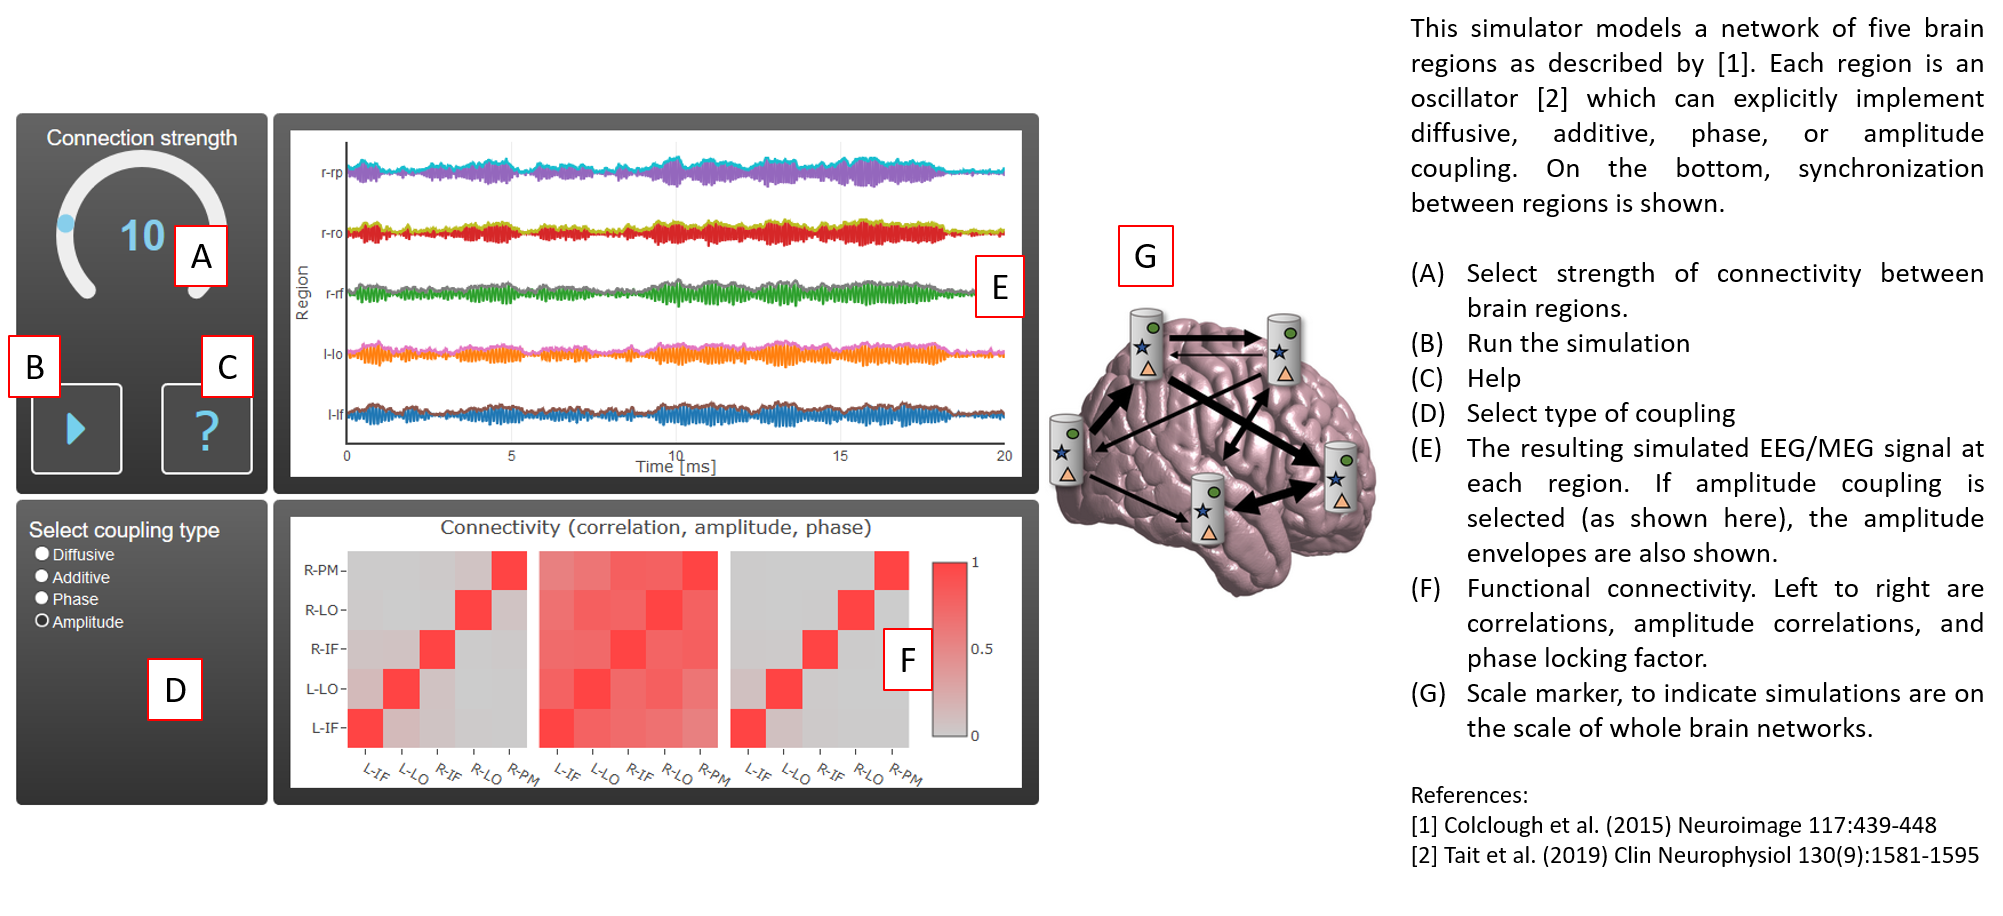 Connection strength
10
A
B
C
?
Select coupling type
Diffusive
Additive
Phase
Amplitude
D
Region
r-rp
r-ro
r-rf
l-lo
l-lf
0
5
10
15
20
Time [ms]
E
Connectivity (correlation, amplitude, phase)
R-PM
R-LO
R-IF
L-LO
L-IF
L-IF L-LO R-IF R-LO R-PM
L-IF L-LO R-IF R-LO R-PM
L-IF L-LO R-IF R-LO R-PM
1
0.5
0
F
G
This simulator models a network of five brain
regions as described by [1]. Each region is an
oscillator [2] which can explicitly implement
diffusive, additive, phase, or amplitude
coupling. On the bottom, synchronization
between regions is shown.
(A) Select strength of connectivity between
brain regions.
(B) Run the simulation
(C) Help
(D) Select type of coupling
(E) The resulting simulated EEG/MEG signal at
each region. If amplitude coupling is
selected (as shown here), the amplitude
envelopes are also shown.
(F) Functional connectivity. Left to right are
correlations, amplitude correlations, and
phase locking factor.
(G) Scale marker, to indicate simulations are on
the scale of whole brain networks.
References:
[1] Colclough et al. (2015) Neuroimage 117:439-448
[2] Tait et al. (2019) Clin Neurophysiol 130(9):1581-1595